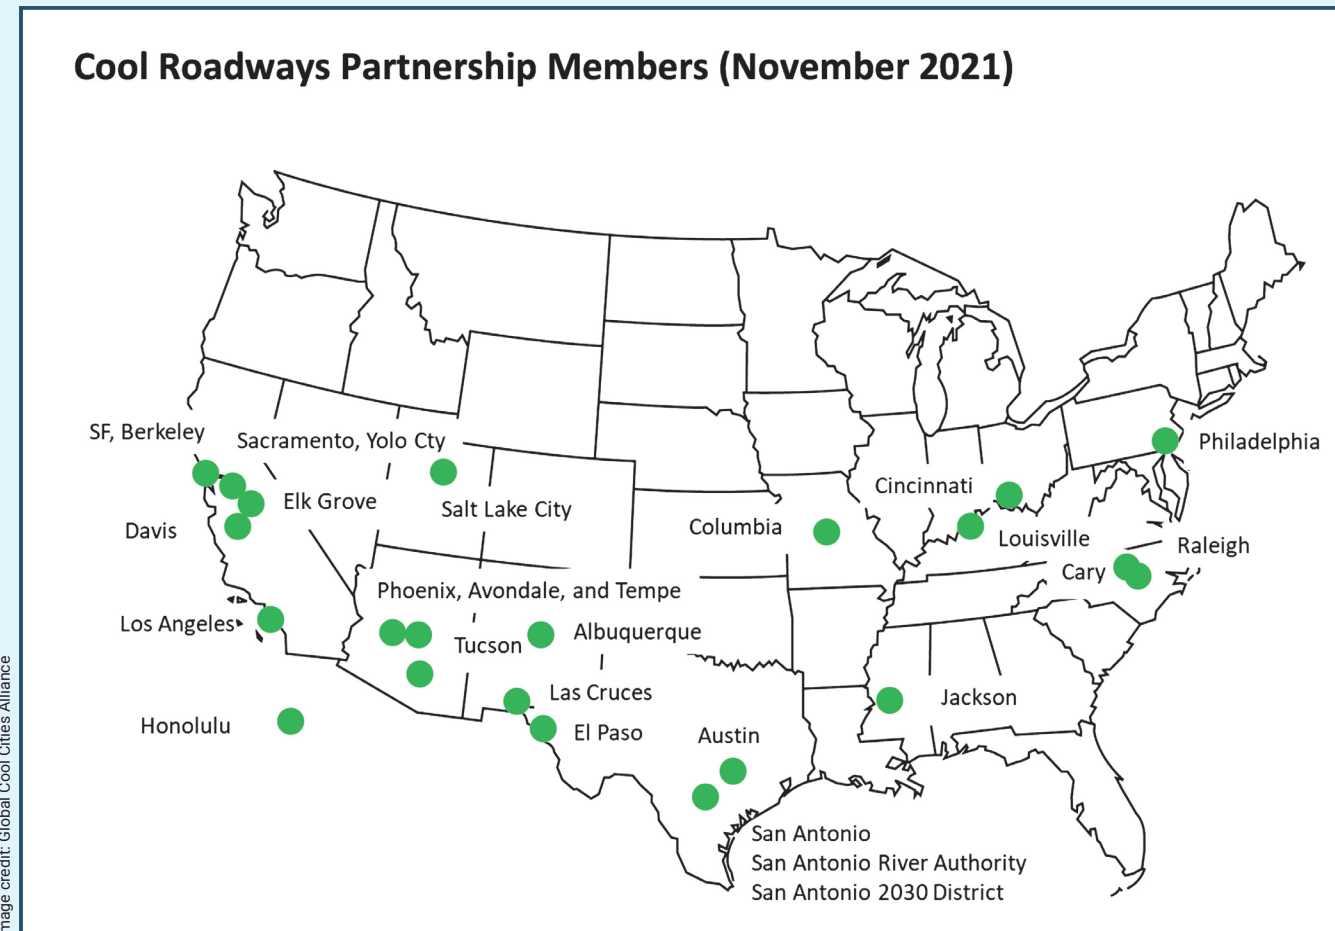 Cool Roadways Partnership Members (November 2021)
SF, Berkeley
Sacramento, Yolo Cty
Elk Grove
Salt Lake City
Davis
Los Angeles
Honolulu
Phoenix, Avondale, and Tempe
Tucson
Albuquerque
Las Cruces
El Paso
Austin
San Antonio
San Antonio River Authority
San Antonio 2030 District
Columbia
Cincinnati
Louisville
Philadelphia
Raleigh
Cary
Jackson
mage credit: Global Cool Cities Alliance